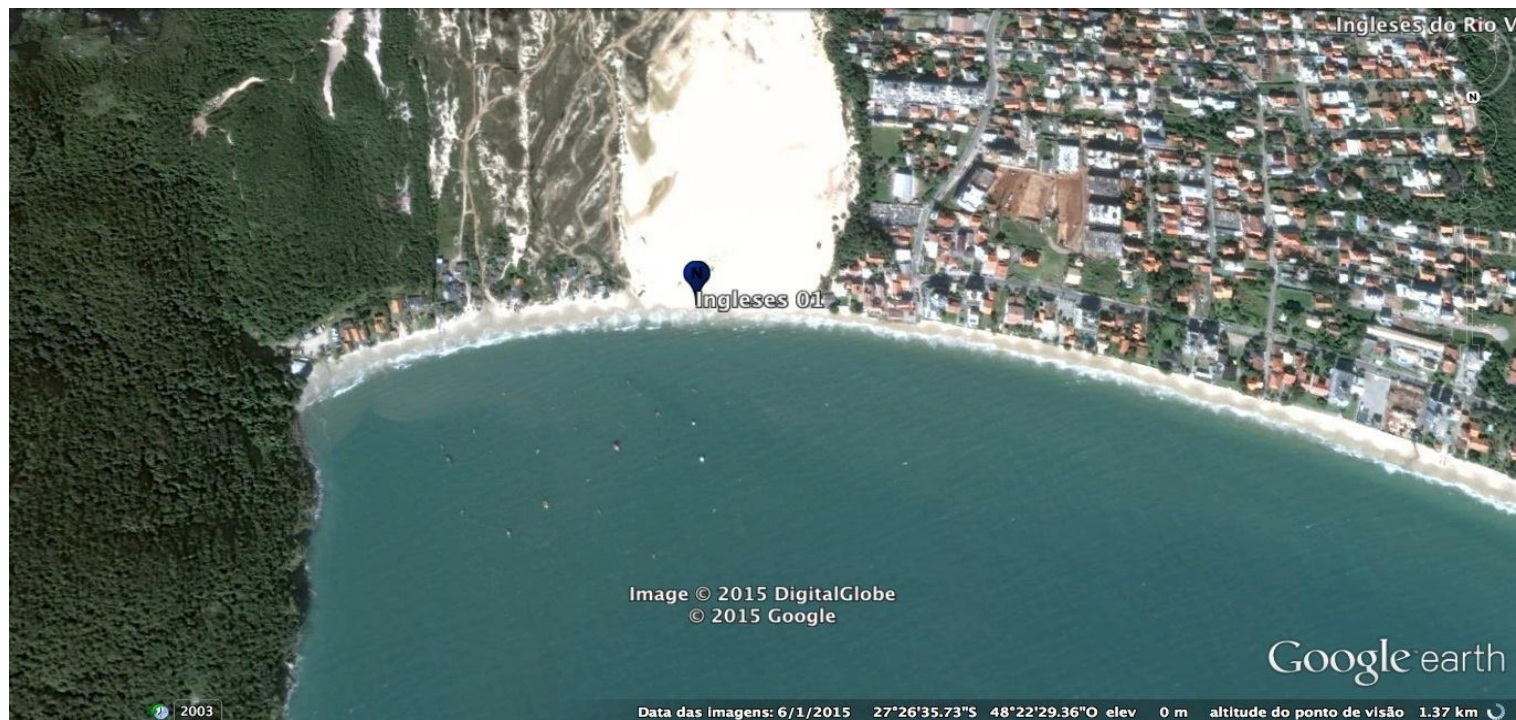 Ingleses do Rio V
N
N
Ingleses 01
Image © 2015 DigitalGlobe
© 2015 Google
Google earth
2003
Data das imagens: 6/1/2015 27°26'35.73"S 48°22'29.36"O elev 0 m altitude do ponto de visão 1.37 km